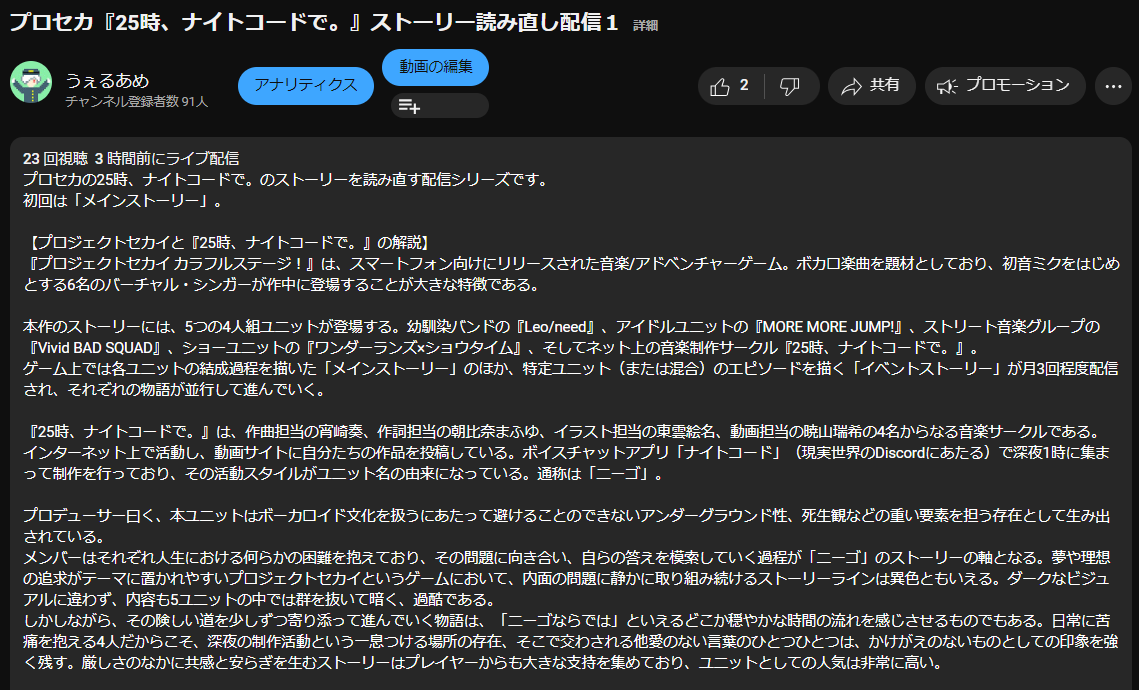 プロセカ『25時、ナイトコードで。』ストーリー読み直し配信１ 詳細
うぇるあめ
チャンネル登録者数 91人
アナリティクス
動画の編集
2
共有
プロモーション
23 回視聴 3 時間前にライブ配信
プロセカの25時、ナイトコードで。のストーリーを読み直す配信シリーズです。
初回は「メインストーリー」。
【プロジェクトセカイと『25時、ナイトコードで。』の解説】
『プロジェクトセカイ カラフルステージ！』は、スマートフォン向けにリリースされた音楽/アドベンチャーゲーム。ボカロ楽曲を題材としており、初音ミクをはじめ
とする6名のバーチャル・シンガーが作中に登場することが大きな特徴である。
本作のストーリーには、5つの4人組ユニットが登場する。幼馴染バンドの『Leo/need』、アイドルユニットの『MORE MORE JUMP!』、ストリート音楽グループの
『Vivid BAD SQUAD』、ショーユニットの『ワンダーランズ×ショウタイム』、そしてネット上の音楽制作サークル『25時、ナイトコードで。』。
ゲーム上では各ユニットの結成過程を描いた「メインストーリー」のほか、特定ユニット（または混合）のエピソードを描く「イベントストーリー」が月3回程度配信
され、それぞれの物語が並行して進んでいく。
『25時、ナイトコードで。』は、作曲担当の宵崎奏、作詞担当の朝比奈まふゆ、イラスト担当の東雲絵名、動画担当の暁山瑞希の4名からなる音楽サークルである。
インターネット上で活動し、動画サイトに自分たちの作品を投稿している。ボイスチャットアプリ「ナイトコード」（現実世界のDiscordにあたる）で深夜1時に集ま
って制作を行っており、その活動スタイルがユニット名の由来になっている。通称は「ニーゴ」。
プロデューサー曰く、本ユニットはボーカロイド文化を扱うにあたって避けることのできないアンダーグラウンド性、死生観などの重い要素を担う存在として生み出
されている。
メンバーはそれぞれ人生における何らかの困難を抱えており、その問題に向き合い、自らの答えを模索していく過程が「ニーゴ」のストーリーの軸となる。夢や理想
の追求がテーマに置かれやすいプロジェクトセカイというゲームにおいて、内面の問題に静かに取り組み続けるストーリーラインは異色ともいえる。ダークなビジュ
アルに違わず、内容も5ユニットの中では群を抜いて暗く、過酷である。
しかしながら、その険しい道を少しずつ寄り添って進んでいく物語は、「ニーゴならでは」といえるどこか穏やかな時間の流れを感じさせるものでもある。日常に苦
痛を抱える4人だからこそ、深夜の制作活動という一息つける場所の存在、そこで交わされる他愛のない言葉のひとつひとつは、かけがえのないものとしての印象を強
く残す。厳しさのなかに共感と安らぎを生むストーリーはプレイヤーからも大きな支持を集めており、ユニットとしての人気は非常に高い。